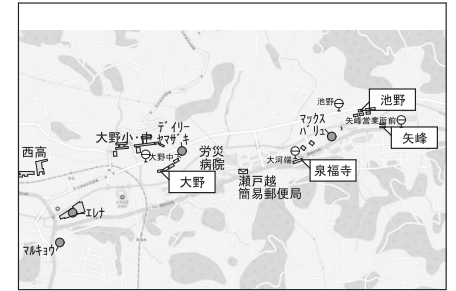 池野
池野
矢峰営業所前
マックス
バリュ
矢峰
デイリー
ヤマザキ
大野小・中
大野中
労災
病院
大河端
泉福寺
西高
大野
瀬戸越
簡易郵便局
エレナ
マルキョウ